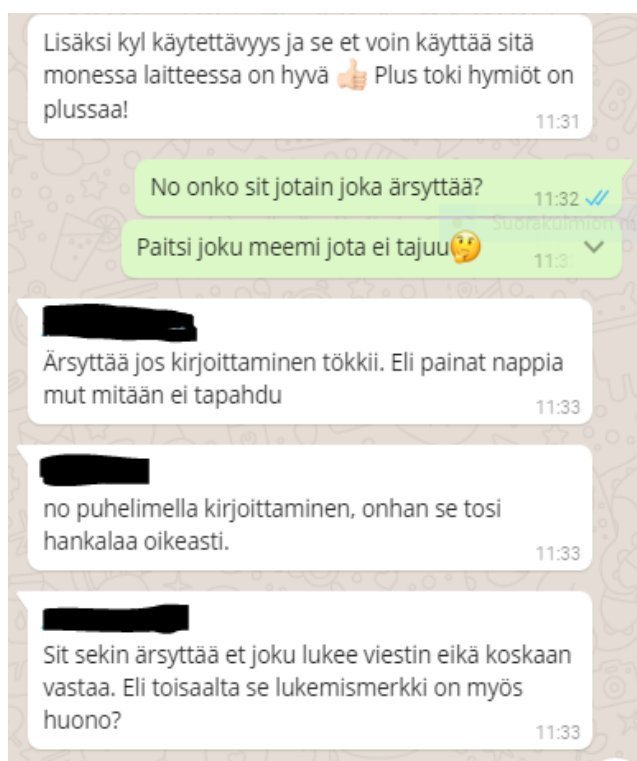 Lisäksi kyl käytettävyys ja se et voin käyttää sitä
monessa laitteessa on hyvä 👍🏻 Plus toki hymiöt on
plussaa!
11:31
No onko sit jotain joka ärsyttää?
11:32
Suorakulmion
Paitsi joku meemi jota ei tajuu🤔
Ärsyttää jos kirjoittaminen tökkii. Eli painat nappia
mut mitään ei tapahdu
11:33
no puhelimella kirjoittaminen, onhan se tosi
hankalaa oikeasti.
11:33
Sit sekin ärsyttää et joku lukee viestin eikä koskaan
vastaa. Eli toisaalta se lukemismerkki on myös
huono?
11:33